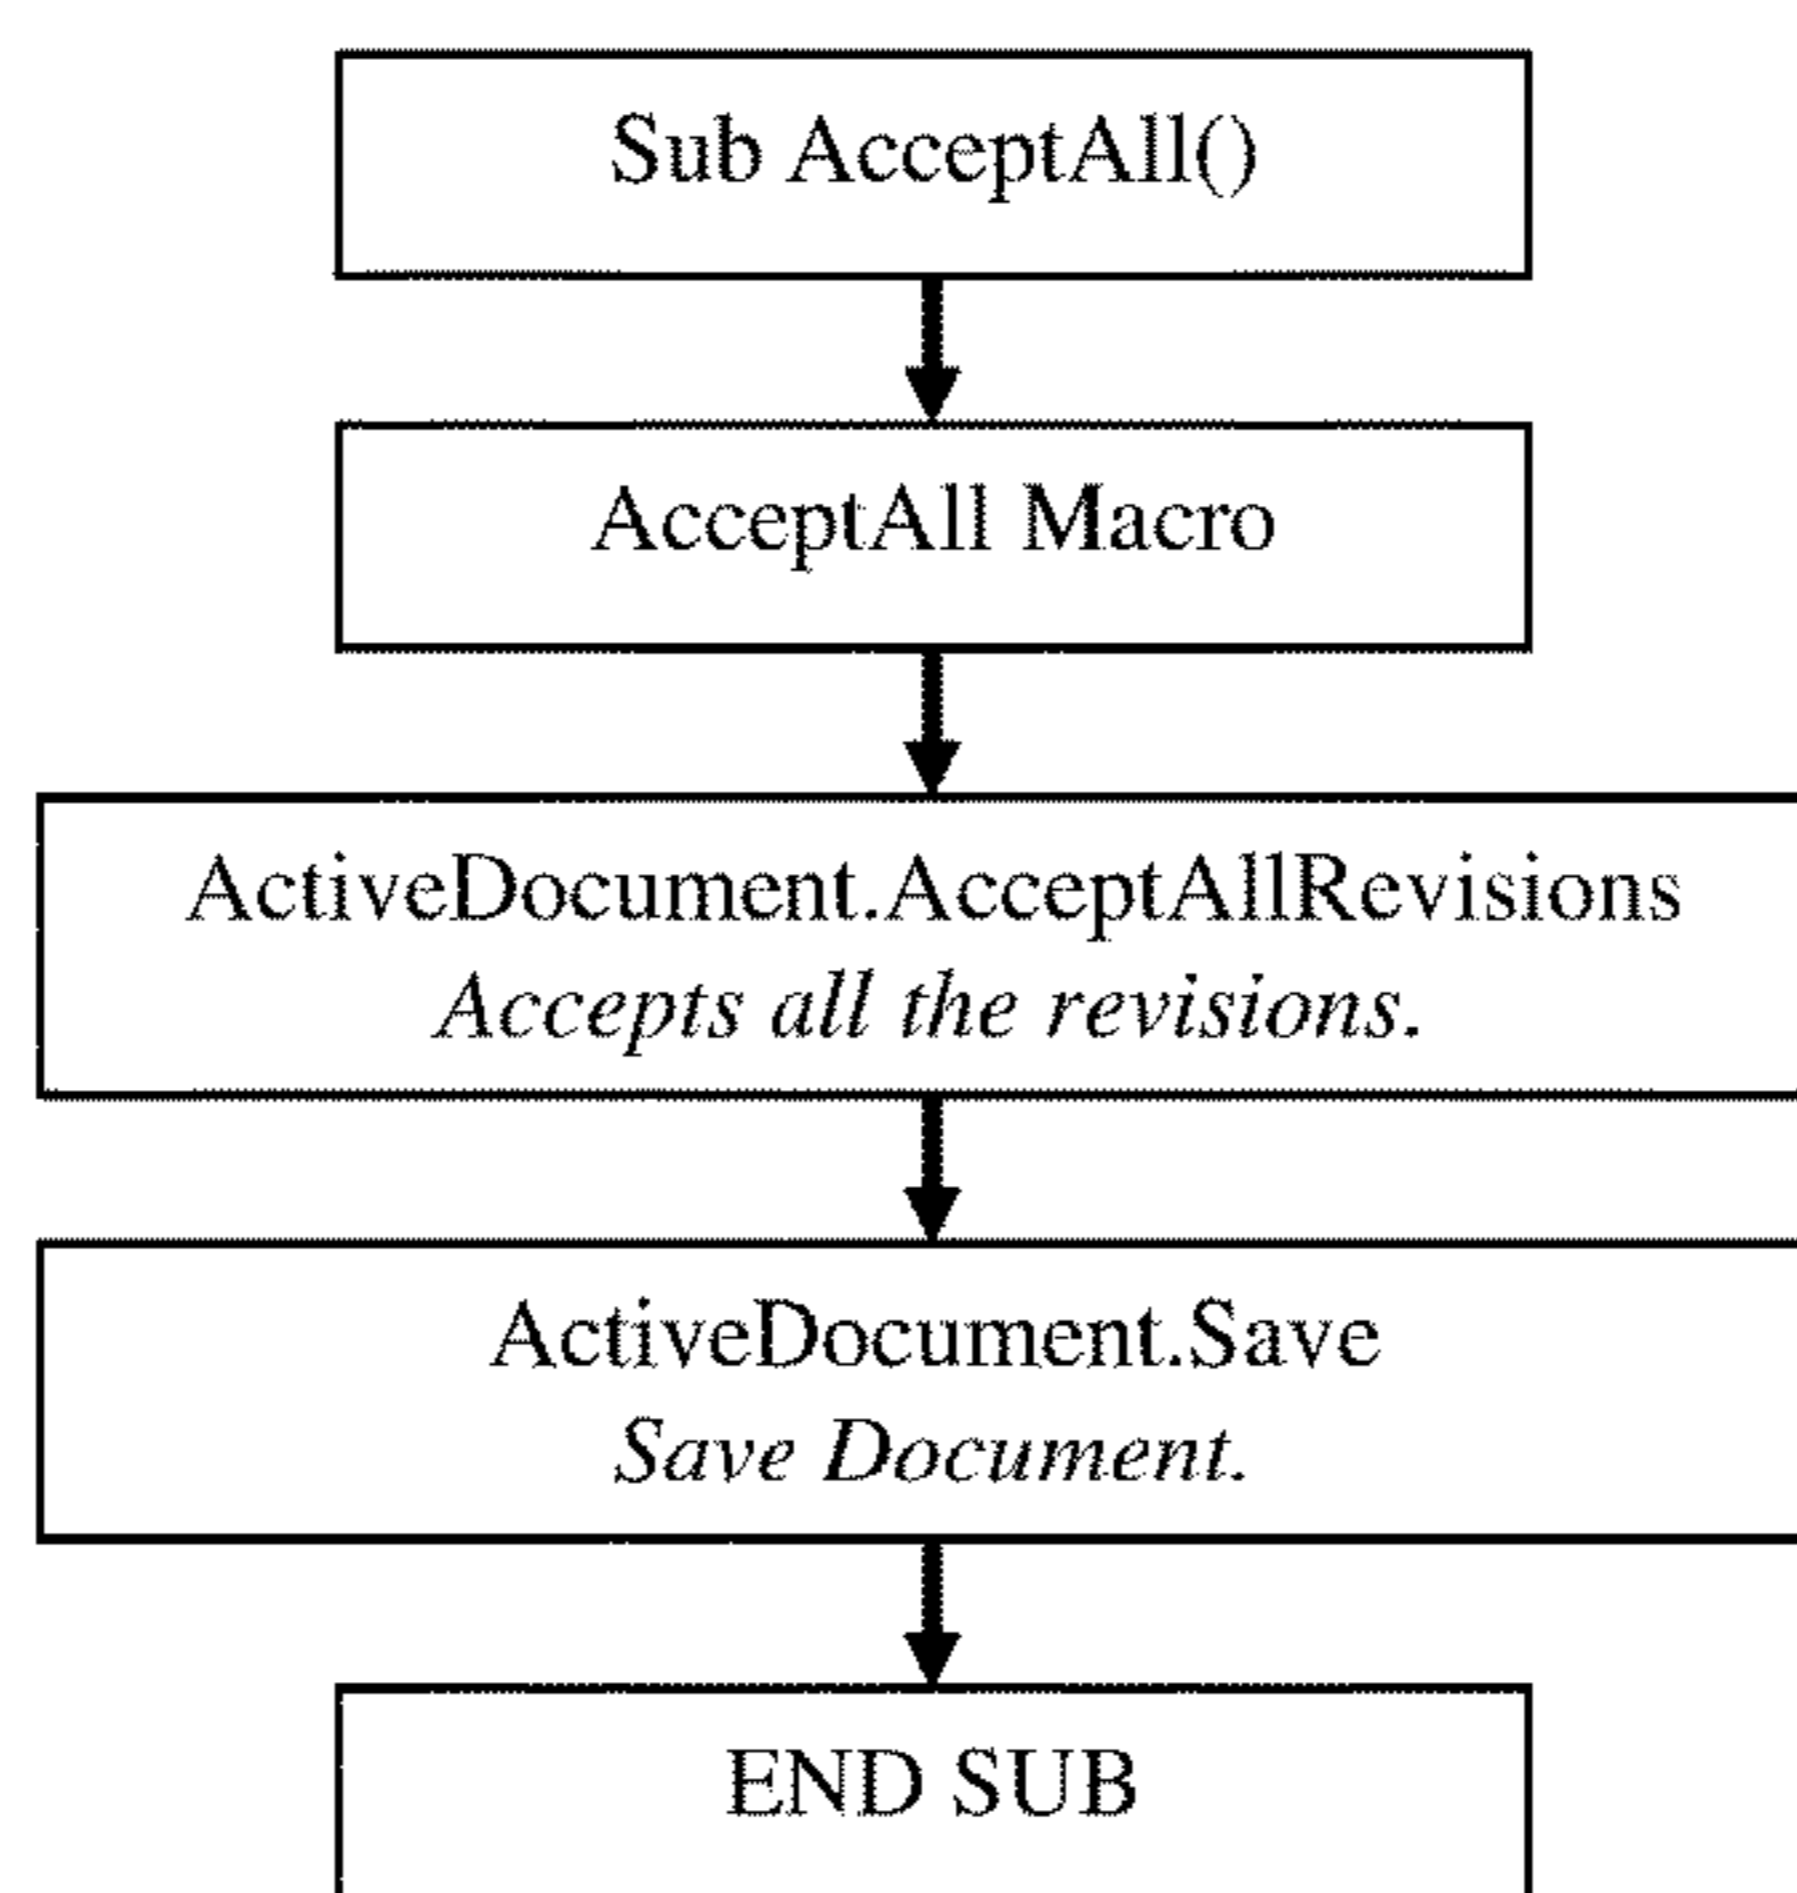 Sub AcceptAll()
AcceptAll Macro
ActiveDocument.AcceptAllRevisions
Accepts all the revisions.
ActiveDocument.Save
Save Document.
END SUB